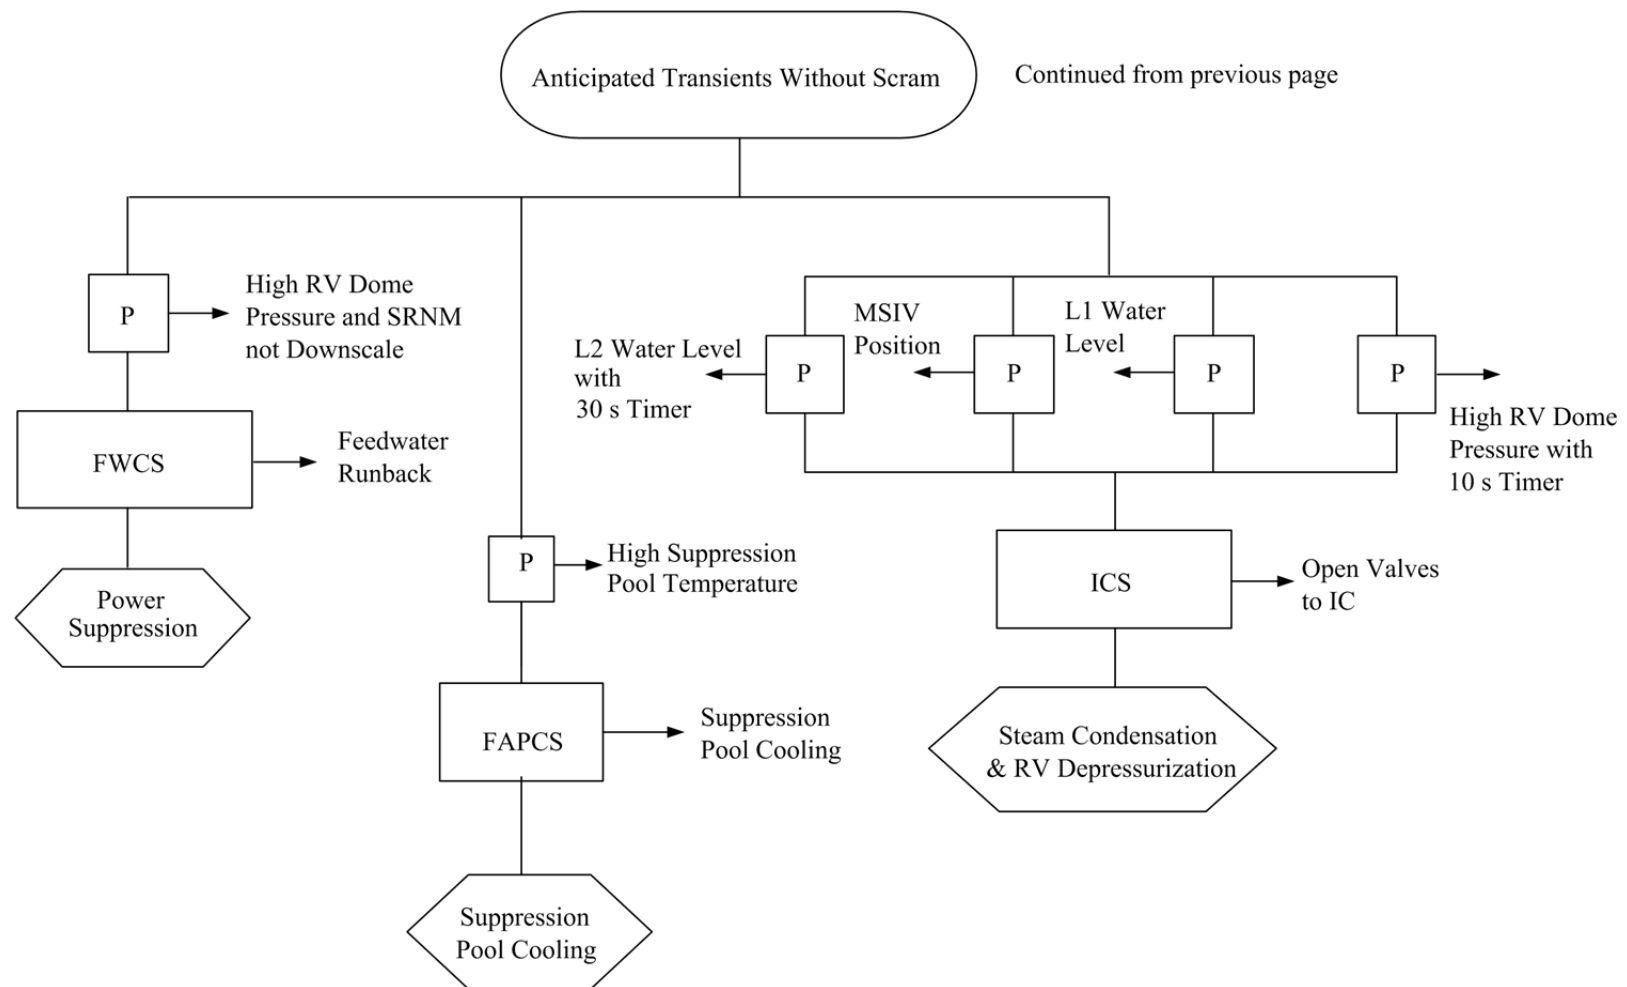 Anticipated Transients Without Scram
Continued from previous page
P
High RV Dome
Pressure and SRNM
not Downscale
FWCS
Feedwater
Runback
Power
Suppression
P
High Suppression
Pool Temperature
FAPCS
Suppression
Pool Cooling
Suppression
Pool Cooling
L2 Water Level
with
30 s Timer
P
MSIV
Position
P
L1 Water
Level
P
P
High RV Dome
Pressure with
10 s Timer
ICS
Open Valves
to IC
Steam Condensation
& RV Depressurization